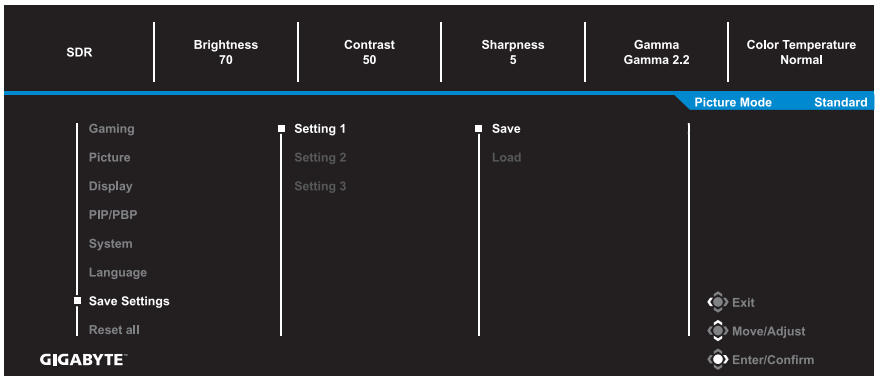 SDR
Brightness
70
Contrast
50
Sharpness
5
Gamma
Gamma 2.2
Color Temperature
Normal
Picture Mode Standard
Gaming
Picture
Display
PIP/PBP
System
Language
Save Settings
Reset all
Setting 1
Setting 2
Setting 3
Save
Load
Exit
Move/Adjust
Enter/Confirm
GIGABYTE™